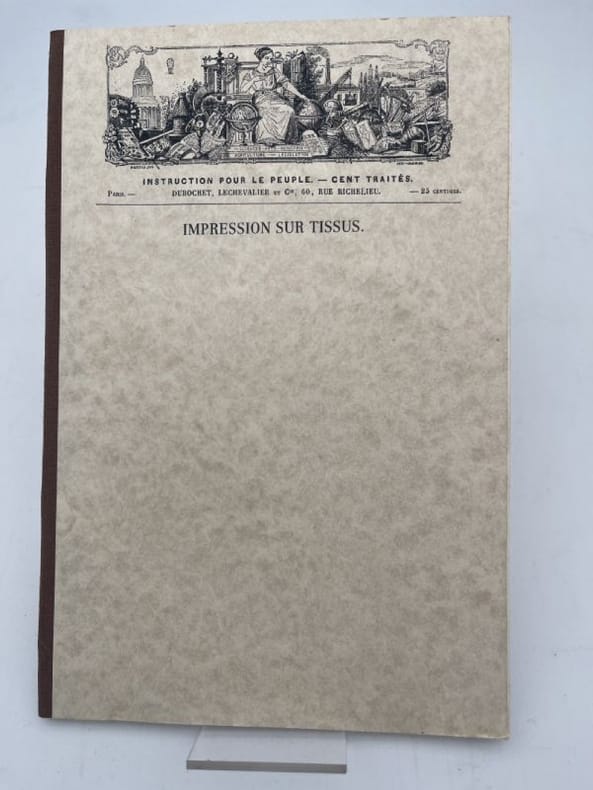 INSTRUCTION POUR LE PEUPLE. — CENT TRAITÉS.
PARIS. — DUBOCHET, LECHEVALIER ET Cie, 60, RUE RICHELIEU. — 25 CENTIMES.
IMPRESSION SUR TISSUS.